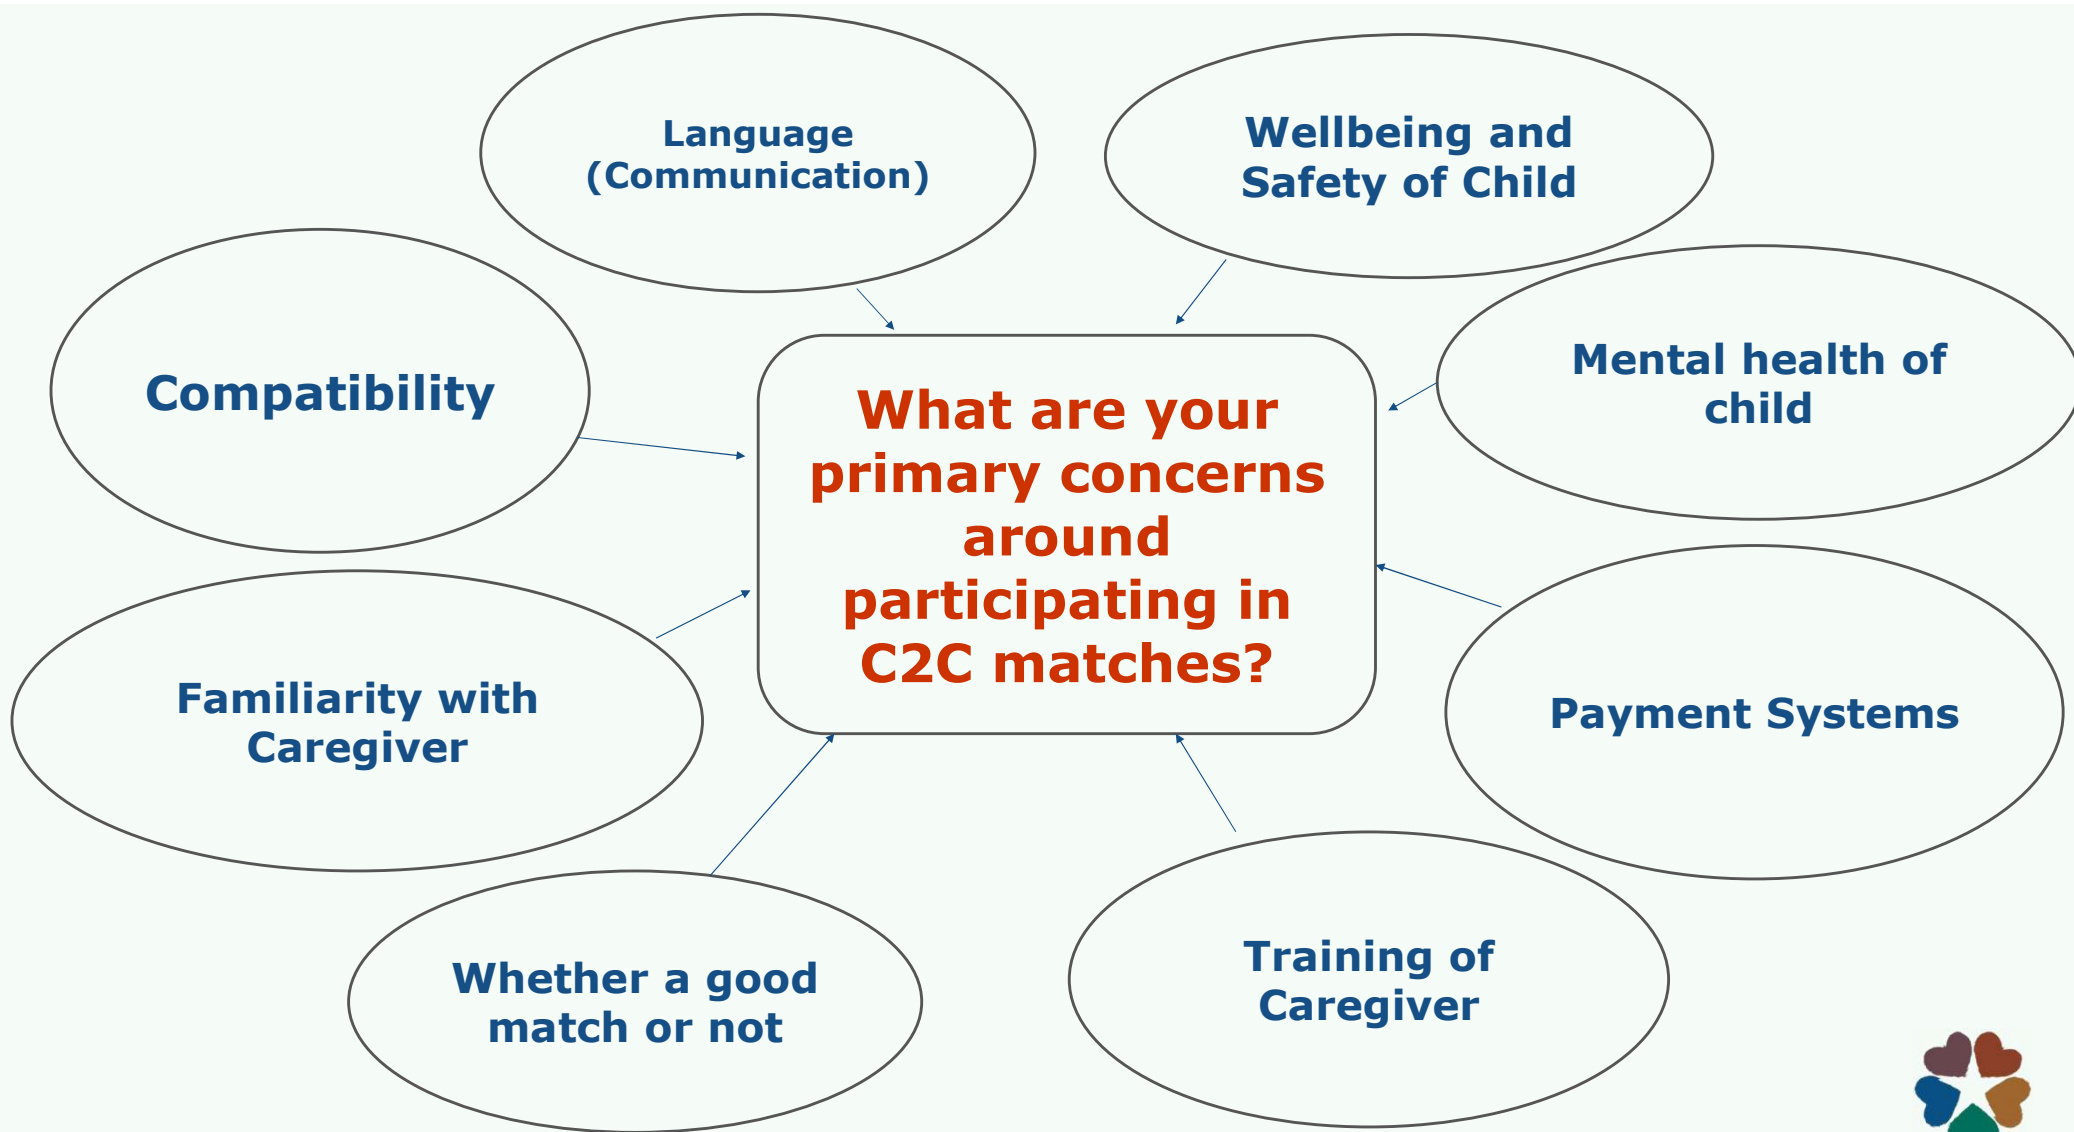 Language
(Communication)
Wellbeing and
Safety of Child
Compatibility
Mental health of
child
What are your
primary concerns
around
participating in
C2C matches?
Familiarity with
Caregiver
Payment Systems
Whether a good
match or not
Training of
Caregiver